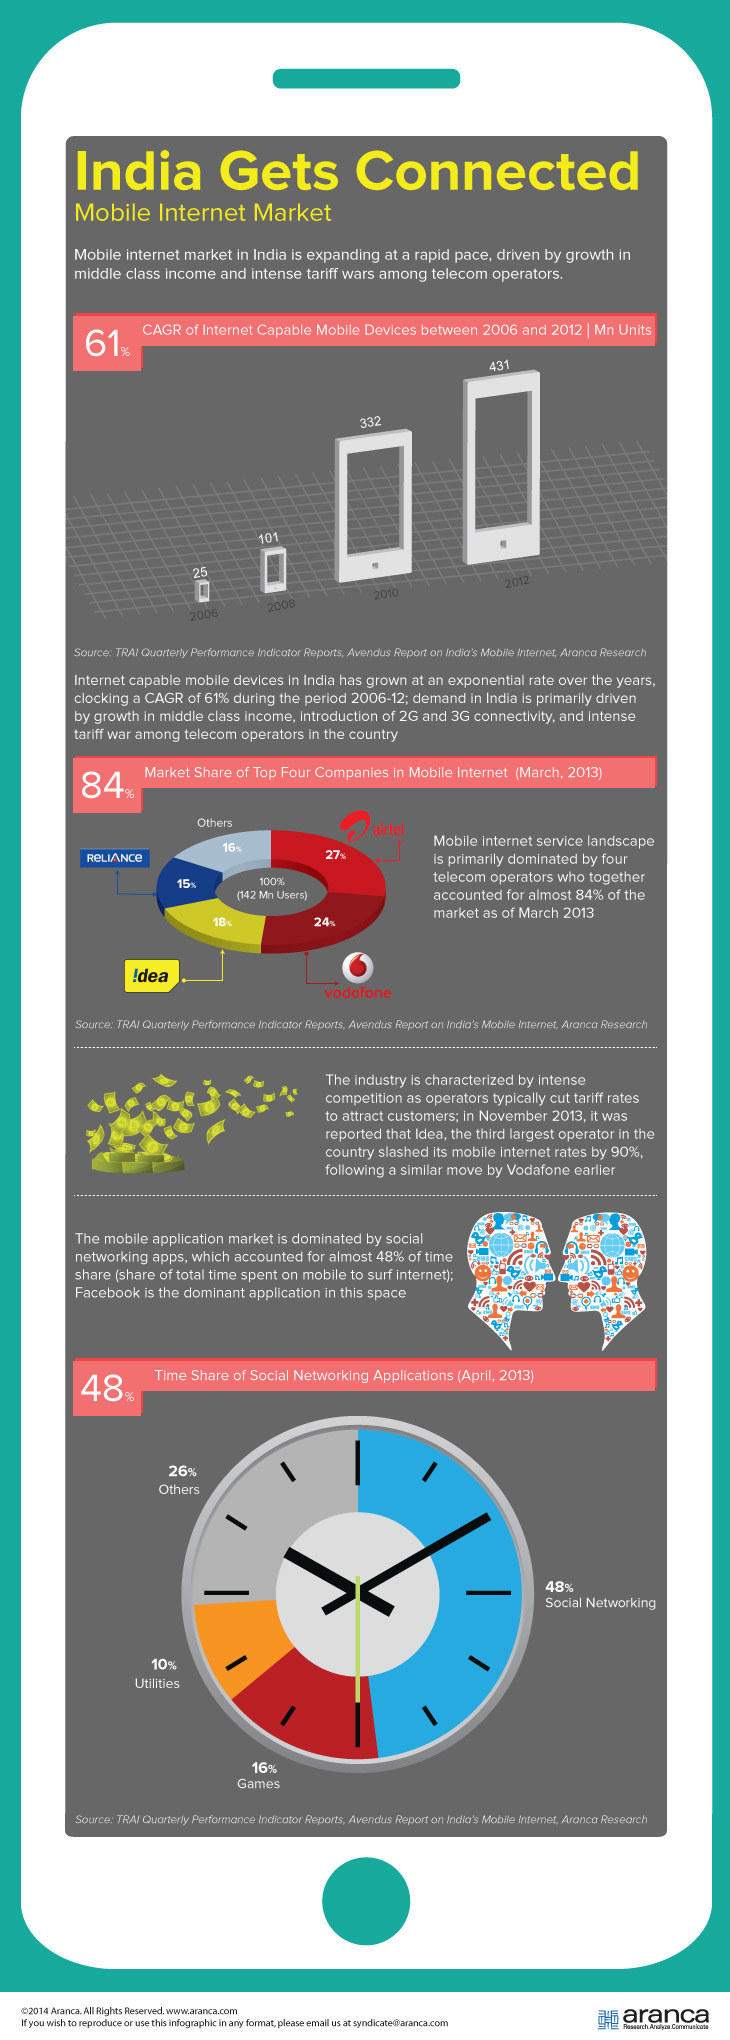 India Gets Connected
Mobile Internet Market
Mobile internet market in India is expanding at a rapid pace, driven by growth in
middle class income and intense tariff wars among telecom operators.
61%
CAGR of Internet Capable Mobile Devices between 2006 and 2012 | Mn Units
431
332
101
25
2006
2008
2010
2012
Source: TRAI Quarterly Performance Indicator Reports, Avendus Report on India's Mobile Internet, Aranca Research
Internet capable mobile devices in India has grown at an exponential rate over the years,
clocking a CAGR of 61% during the period 2006-12; demand in India is primarily driven
by growth in middle class income, introduction of 2G and 3G connectivity, and intense
tariff war among telecom operators in the country
84%
Market Share of Top Four Companies in Mobile Internet (March, 2013)
Others
16%
airtel
27%
RELIANCE
15%
100%
(142 Mn Users)
18%
24%
!dea
vodafone
Mobile internet service landscape
is primarily dominated by four
telecom operators who together
accounted for almost 84% of the
market as of March 2013
Source: TRAI Quarterly Performance Indicator Reports, Avendus Report on India's Mobile Internet, Aranca Research
The industry is characterized by intense
competition as operators typically cut tariff rates
to attract customers; in November 2013, it was
reported that Idea, the third largest operator in the
country slashed its mobile internet rates by 90%,
following a similar move by Vodafone earlier
The mobile application market is dominated by social
networking apps, which accounted for almost 48% of time
share (share of total time spent on mobile to surf internet);
Facebook is the dominant application in this space
48%
Time Share of Social Networking Applications (April, 2013)
26%
Others
48%
Social Networking
10%
Utilities
16%
Games
Source: TRAI Quarterly Performance Indicator Reports, Avendus Report on India's Mobile Internet, Aranca Research
©2014 Aranca. All Rights Reserved. www.aranca.com
If you wish to reproduce or use this infographic in any format, please email us at syndicate@aranca.com
aranca
Research.Analyze.Communicate